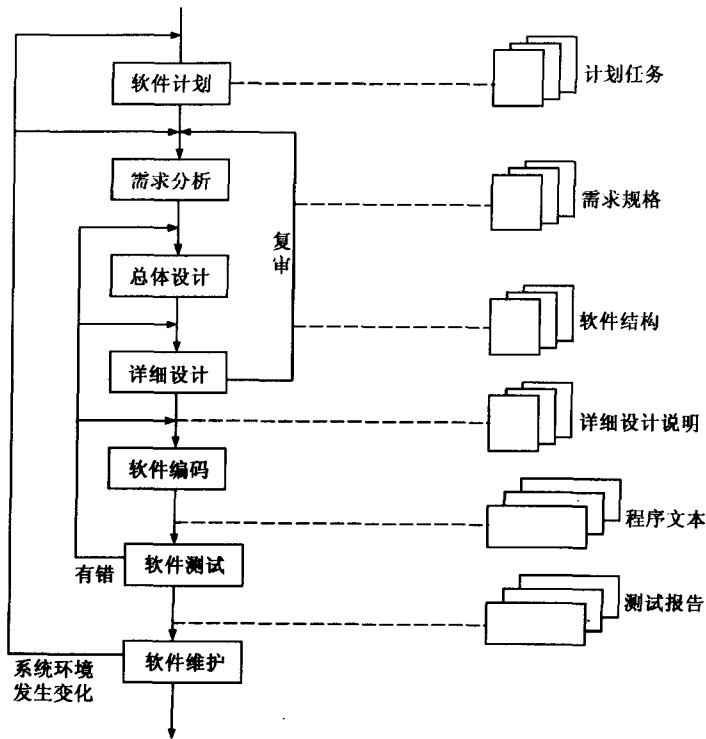 软件计划
计划任务
需求分析
需求规格
复审
总体设计
软件结构
详细设计
详细设计说明
软件编码
程序文本
有错
软件测试
测试报告
软件维护
系统环境
发生变化